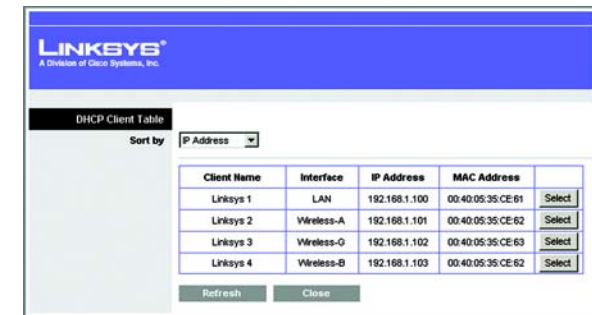 LINKSYS®
A Division of Cisco Systems, Inc.
DHCP Client Table
Sort by IP Address
Client Name Interface IP Address MAC Address
Linksys 1 LAN 192.168.1.100 00:40:05:35:CE:61 Select
Linksys 2 Wireless-A 192.168.1.101 00:40:05:35:CE:62 Select
Linksys 3 Wireless-G 192.168.1.102 00:40:05:35:CE:63 Select
Linksys 4 Wireless-B 192.168.1.103 00:40:05:35:CE:62 Select
Refresh Close